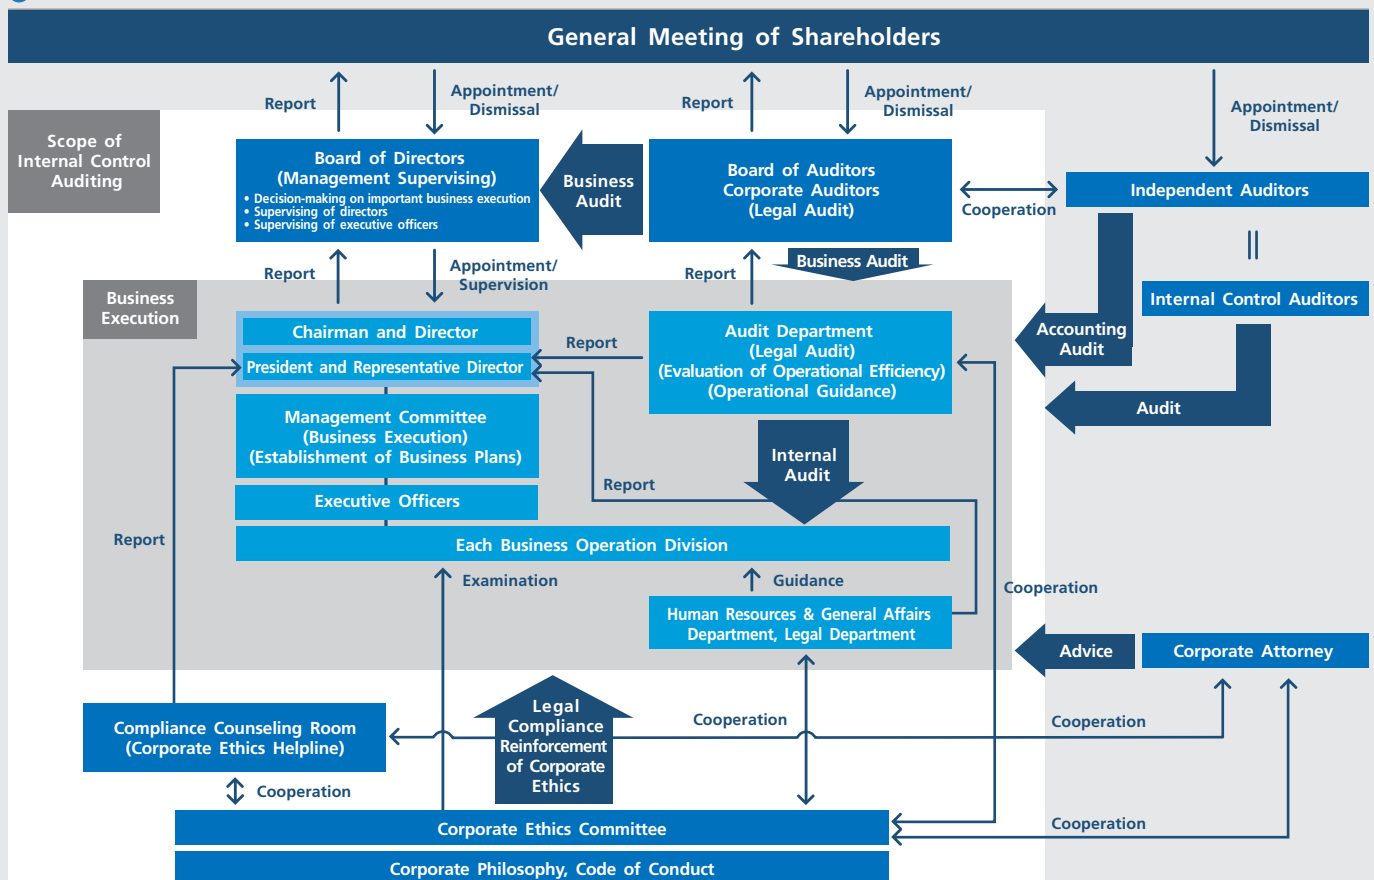 General Meeting of Shareholders
Report
Appointment/
Dismissal
Report
Appointment/
Dismissal
Appointment/
Dismissal
Scope of
Internal Control
Auditing
Board of Directors
(Management Supervising)
• Decision-making on important business execution
• Supervising of directors
• Supervising of executive officers
Business
Audit
Board of Auditors
Corporate Auditors
(Legal Audit)
Cooperation
Independent Auditors
Report
Appointment/
Supervision
Report
Business Audit
Business
Execution
Internal Control Auditors
Chairman and Director
President and Representative Director
Report
Audit Department
(Legal Audit)
(Evaluation of Operational Efficiency)
(Operational Guidance)
Accounting
Audit
Audit
Management Committee
(Business Execution)
(Establishment of Business Plans)
Internal
Audit
Report
Executive Officers
Report
Each Business Operation Division
Examination
Guidance
Cooperation
Human Resources & General Affairs
Department, Legal Department
Advice
Corporate Attorney
Compliance Counseling Room
(Corporate Ethics Helpline)
Legal
Compliance
Reinforcement
of Corporate
Ethics
Cooperation
Cooperation
Cooperation
Corporate Ethics Committee
Cooperation
Corporate Philosophy, Code of Conduct